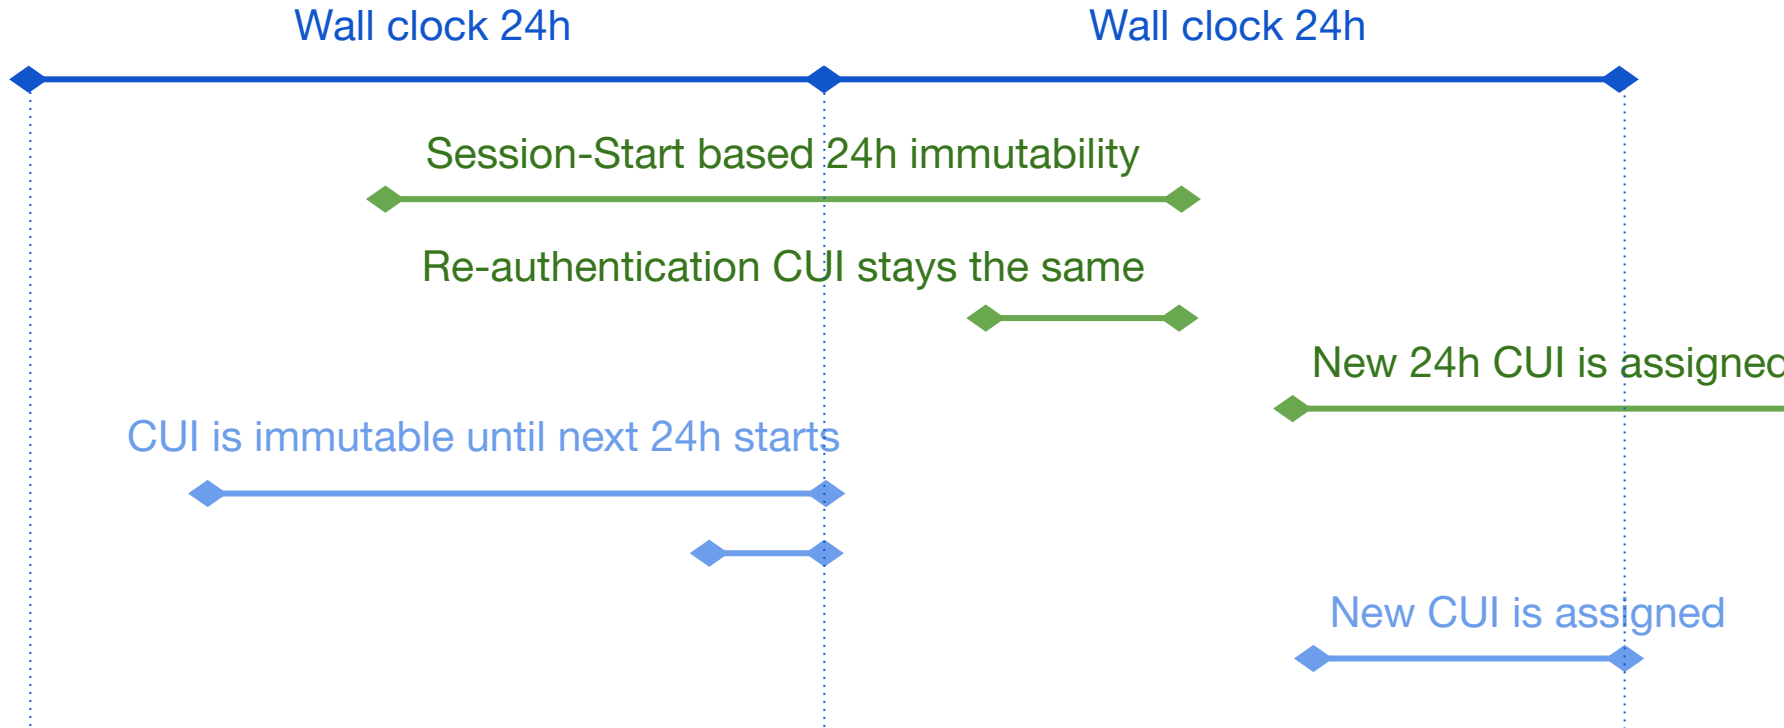 Wall clock 24h
Wall clock 24h
Session-Start based 24h immutability
Re-authentication CUI stays the same
New 24h CUI is assigned
CUI is immutable until next 24h starts
New CUI is assigned